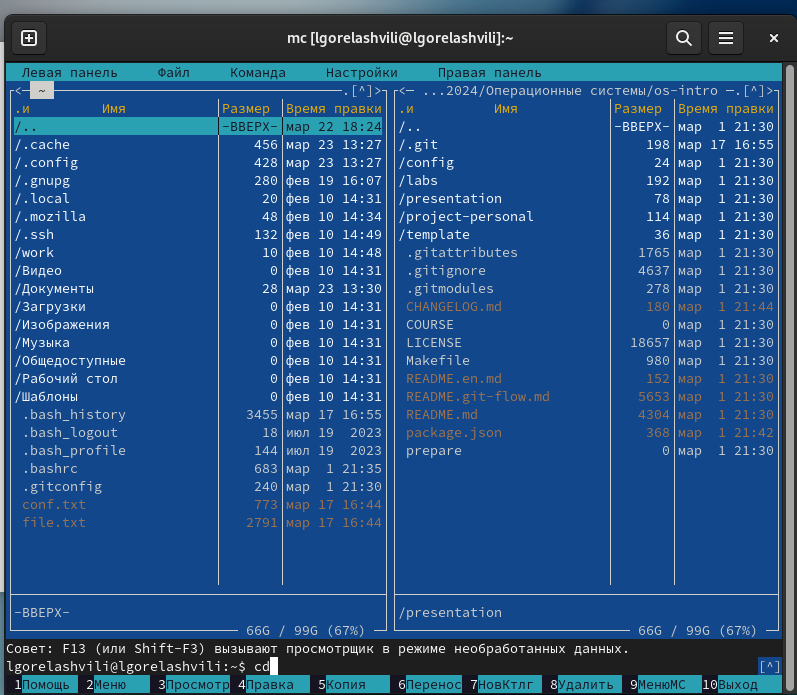 mc [lgorelashvili@lgorelashvili]:~
Левая панель Файл Команда Настройки Правая панель
<─ ~ .[^]>
.и Имя Размер Время правки
/.. -ВВЕРХ- мар 22 18:24
/.cache 456 мар 23 13:27
/.config 428 мар 23 13:27
/.gnupg 280 фев 19 16:07
/.local 20 фев 10 14:31
/.mozilla 48 фев 10 14:34
/.ssh 132 фев 10 14:49
/work 10 фев 10 14:48
/Видео 0 фев 10 14:31
/Документы 28 мар 23 13:30
/Загрузки 0 фев 10 14:31
/Изображения 0 фев 10 14:31
/Музыка 0 фев 10 14:31
/Общедоступные 0 фев 10 14:31
/Рабочий стол 0 фев 10 14:31
/Шаблоны 0 фев 10 14:31
.bash_history 3455 мар 17 16:55
.bash_logout 18 июл 19 2023
.bash_profile 144 июл 19 2023
.bashrc 683 мар 1 21:35
.gitconfig 240 мар 1 21:30
conf.txt 773 мар 17 16:44
file.txt 2791 мар 17 16:44
-ВВЕРХ-
66G / 99G (67%)
<─ ...2024/Операционные системы/os-intro ─.[^]>
.и Имя Размер Время правки
/.. -ВВЕРХ- мар 1 21:30
/.git 198 мар 17 16:55
/config 24 мар 1 21:30
/labs 192 мар 1 21:30
/presentation 78 мар 1 21:30
/project-personal 114 мар 1 21:30
/template 36 мар 1 21:30
.gitattributes 1765 мар 1 21:30
.gitignore 4637 мар 1 21:30
.gitmodules 278 мар 1 21:30
CHANGELOG.md 180 мар 1 21:44
COURSE 0 мар 1 21:30
LICENSE 18657 мар 1 21:30
Makefile 980 мар 1 21:30
README.en.md 152 мар 1 21:30
README.git-flow.md 5653 мар 1 21:30
README.md 4304 мар 1 21:30
package.json 368 мар 1 21:42
prepare 0 мар 1 21:30
/presentation
66G / 99G (67%)
Совет: F13 (или Shift-F3) вызывают просмотрщик в режиме необработанных данных.
lgorelashvili@lgorelashvili:~$ cd [^]
1Помощь 2Меню 3Просмотр 4Правка 5Копия 6Перенос 7НовКтлг 8Удалить 9МенюМС 10Выход